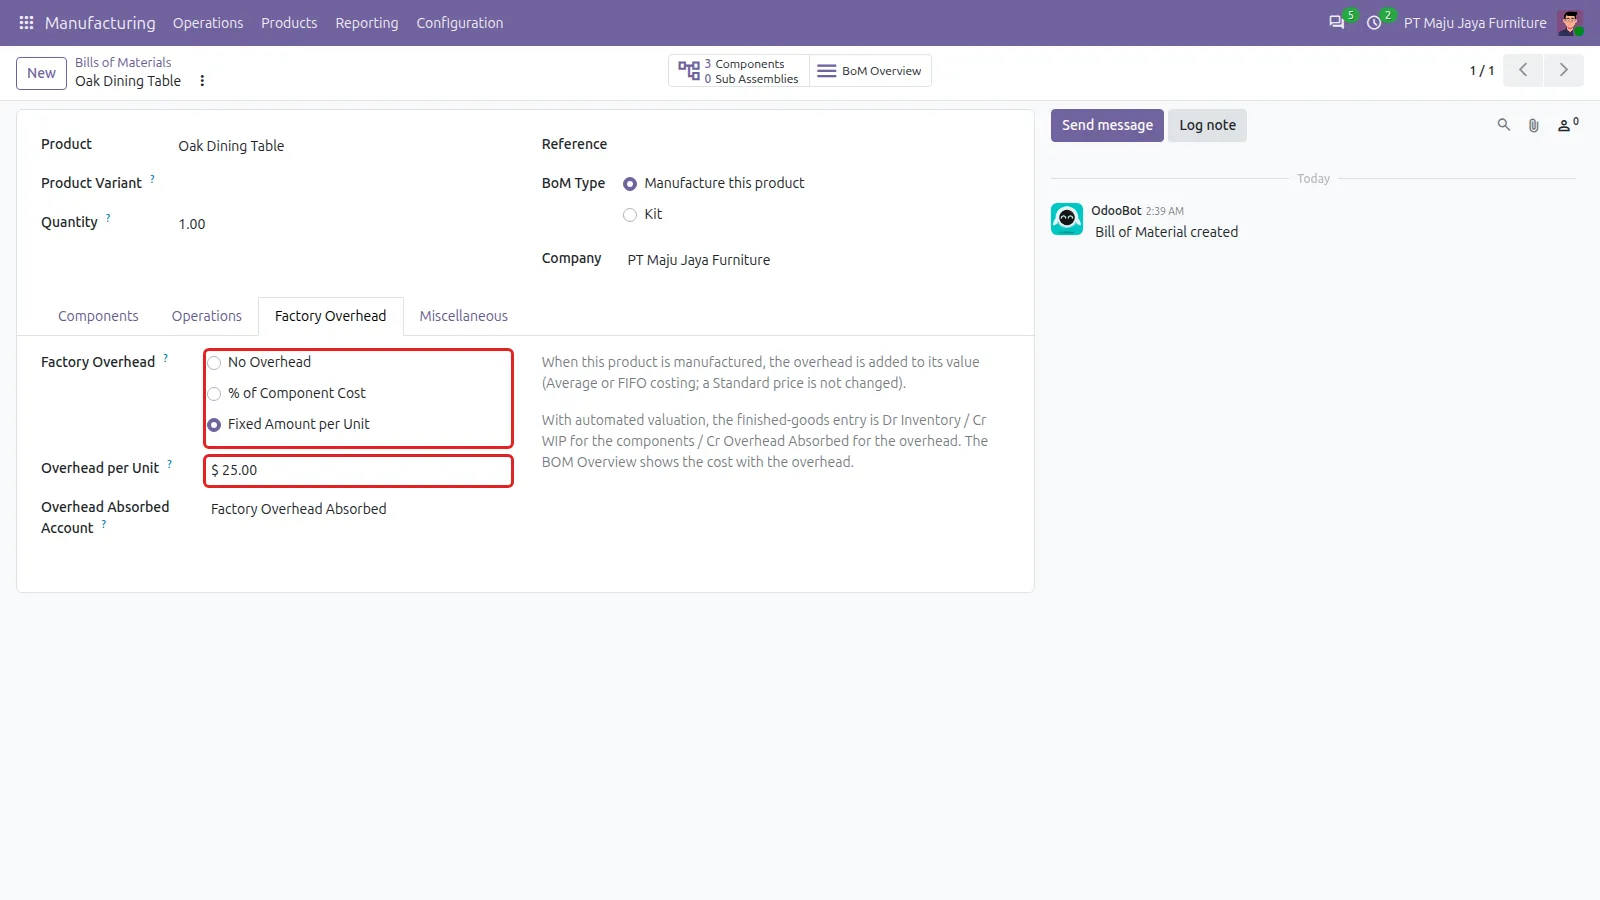 Manufacturing Operations Products Reporting Configuration 5 2 PT Maju Jaya Furniture
New
Bills of Materials
Oak Dining Table
3 Components
0 Sub Assemblies
BoM Overview
1 / 1
Product Oak Dining Table
Product Variant ?
Quantity ? 1.00
Reference
BoM Type Manufacture this product
Kit
Company PT Maju Jaya Furniture
Components Operations Factory Overhead Miscellaneous
Factory Overhead ? No Overhead
% of Component Cost
Fixed Amount per Unit
Overhead per Unit ? $ 25.00
Overhead Absorbed
Account ?
Factory Overhead Absorbed
When this product is manufactured, the overhead is added to its value
(Average or FIFO costing; a Standard price is not changed).
With automated valuation, the finished-goods entry is Dr Inventory / Cr
WIP for the components / Cr Overhead Absorbed for the overhead. The
BOM Overview shows the cost with the overhead.
Send message Log note 0
Today
OdooBot 2:39 AM
Bill of Material created